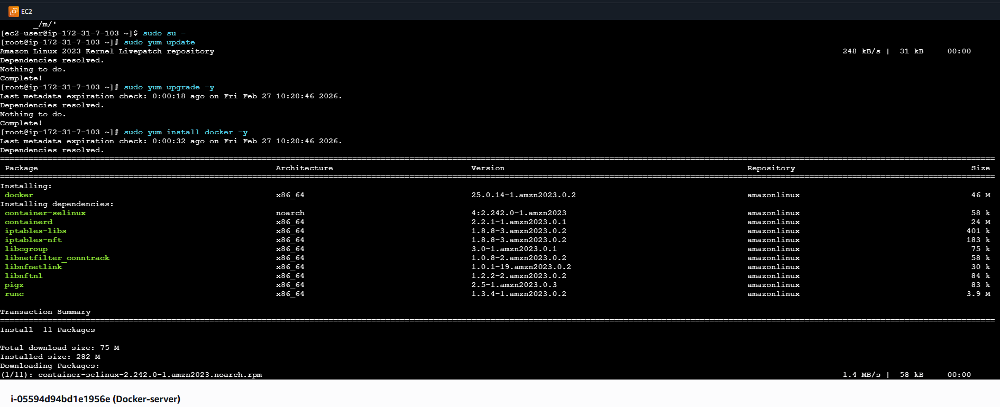 EC2
_/m/'
[ec2-user@ip-172-31-7-103 ~]$ sudo su -
[root@ip-172-31-7-103 ~]# sudo yum update
Amazon Linux 2023 Kernel Livepatch repository 248 kB/s | 31 kB 00:00
Dependencies resolved.
Nothing to do.
Complete!
[root@ip-172-31-7-103 ~]# sudo yum upgrade -y
Last metadata expiration check: 0:00:18 ago on Fri Feb 27 10:20:46 2026.
Dependencies resolved.
Nothing to do.
Complete!
[root@ip-172-31-7-103 ~]# sudo yum install docker -y
Last metadata expiration check: 0:00:32 ago on Fri Feb 27 10:20:46 2026.
Dependencies resolved.
Package Architecture Version Repository Size
Installing:
docker x86_64 25.0.14-1.amzn2023.0.2 amazonlinux 46 M
Installing dependencies:
container-selinux noarch 4:2.242.0-1.amzn2023 amazonlinux 58 k
containerd x86_64 2.2.1-1.amzn2023.0.1 amazonlinux 24 M
iptables-libs x86_64 1.8.8-3.amzn2023.0.2 amazonlinux 401 k
iptables-nft x86_64 1.8.8-3.amzn2023.0.2 amazonlinux 183 k
libcgroup x86_64 3.0-1.amzn2023.0.1 amazonlinux 75 k
libnetfilter_conntrack x86_64 1.0.8-2.amzn2023.0.2 amazonlinux 58 k
libnfnetlink x86_64 1.0.1-19.amzn2023.0.2 amazonlinux 30 k
libnftnl x86_64 1.2.2-2.amzn2023.0.2 amazonlinux 84 k
pigz x86_64 2.5-1.amzn2023.0.3 amazonlinux 83 k
runc x86_64 1.3.4-1.amzn2023.0.2 amazonlinux 3.9 M
Transaction Summary
Install 11 Packages
Total download size: 75 M
Installed size: 282 M
Downloading Packages:
(1/11): container-selinux-2.242.0-1.amzn2023.noarch.rpm 1.4 MB/s | 58 kB 00:00
i-05594d94bd1e1956e (Docker-server)